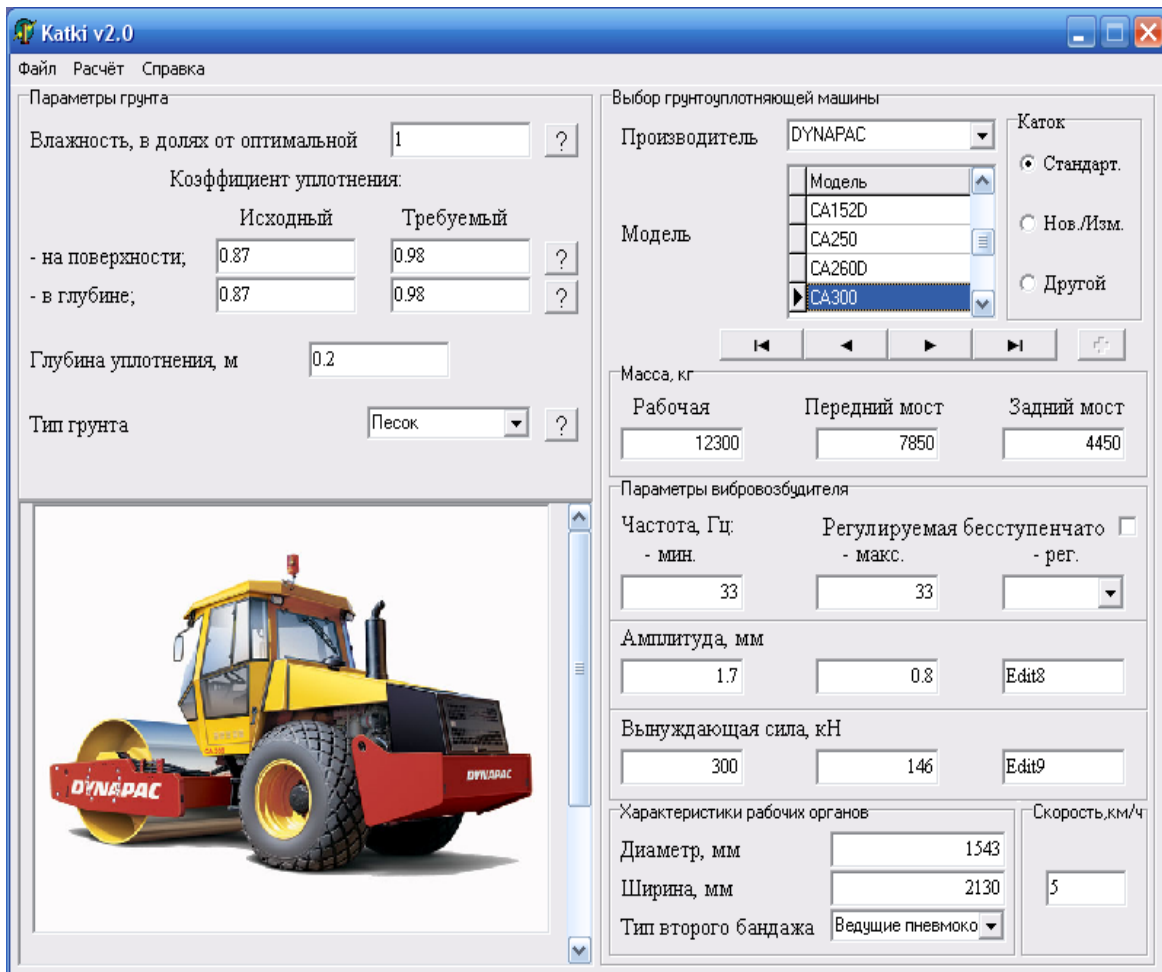 Katki v2.0
Файл Расчёт Справка
Параметры грунта
Влажность, в долях от оптимальной 1 ?
Коэффициент уплотнения:
Исходный Требуемый
- на поверхности; 0.87 0.98 ?
- в глубине; 0.87 0.98 ?
Глубина уплотнения, м 0.2
Тип грунта Песок ?
DYNAPAC
DYNAPAC
Выбор грунтоуплотняющей машины
Производитель DYNAPAC
Каток
Стандарт.
Нов./Изм.
Другой
Модель
Модель
CA152D
CA250
CA260D
CA300
Масса, кг
Рабочая Передний мост Задний мост
12300 7850 4450
Параметры вибровозбудителя
Частота, Гц: Регулируемая бесступенчато
- мин. - макс. - рег.
33 33
Амплитуда, мм
1.7 0.8 Edit8
Вынуждающая сила, кН
300 146 Edit9
Характеристики рабочих органов
Диаметр, мм 1543
Ширина, мм 2130
Тип второго бандажа Ведущие пневмоко
Скорость,км/ч
5